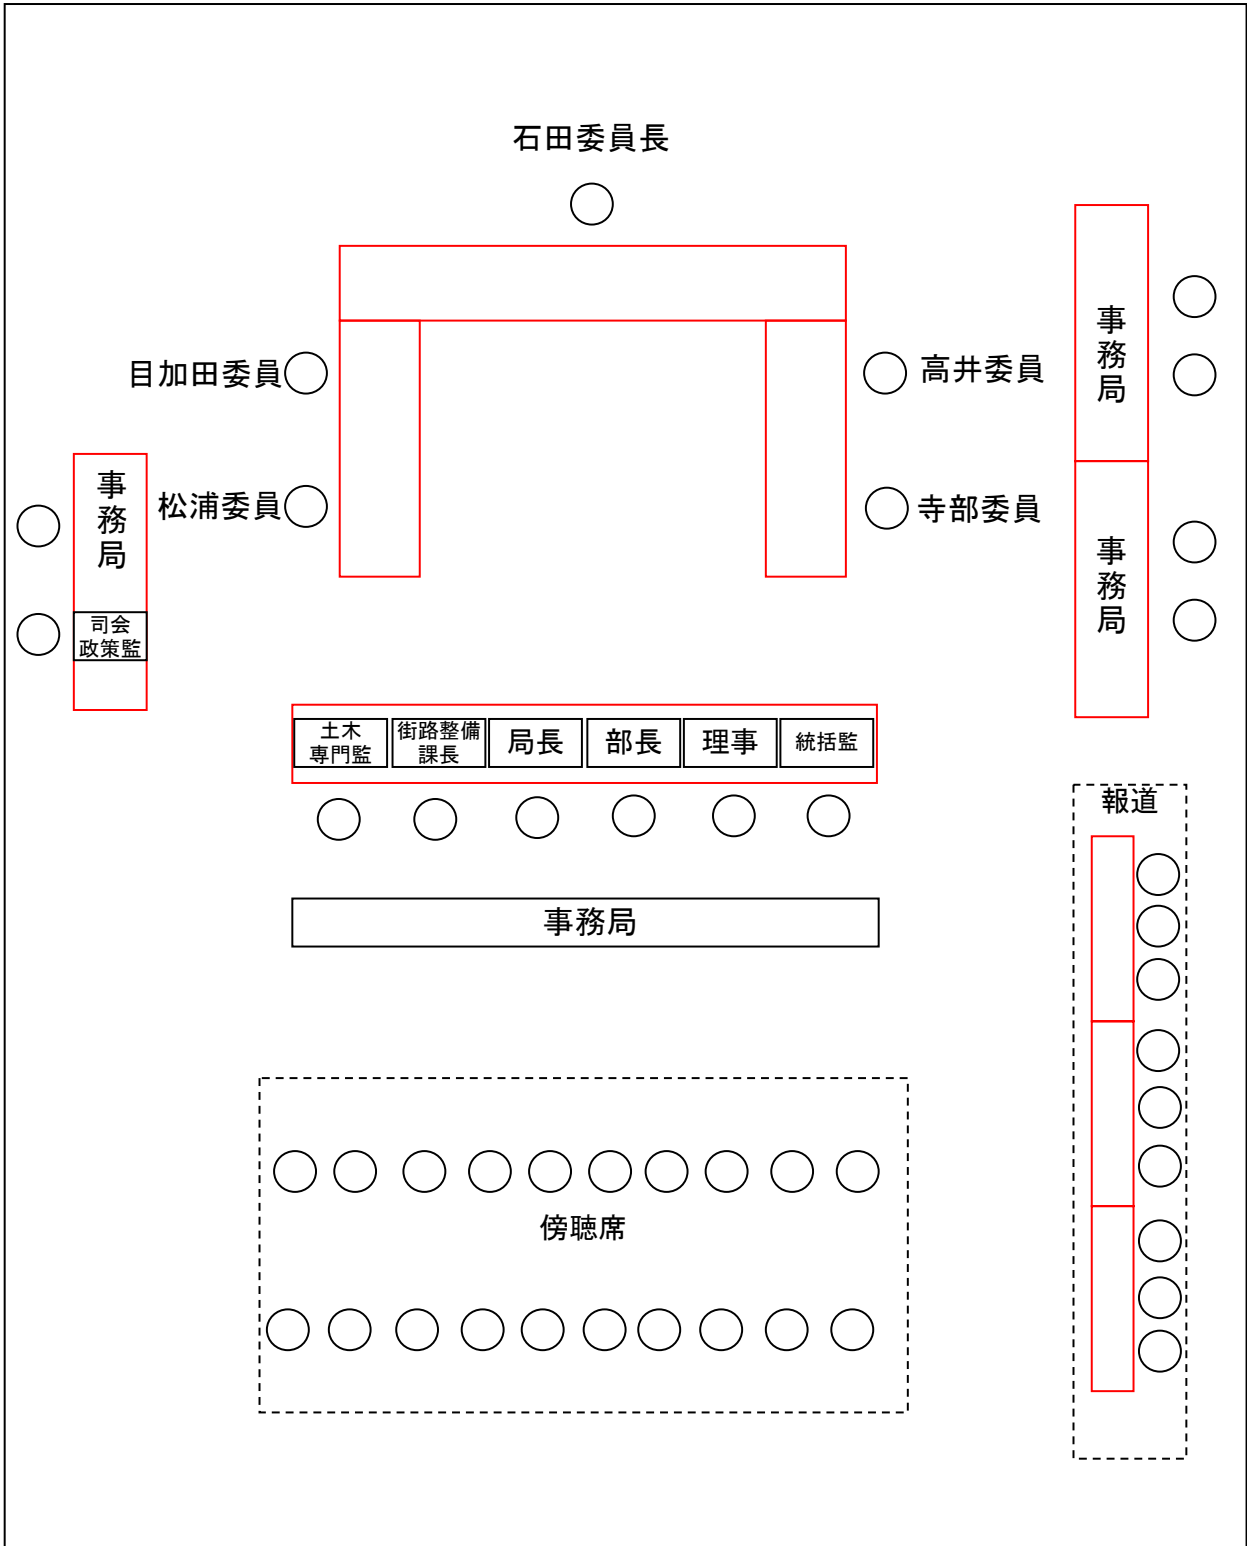 石田委員長
目加田委員
高井委員
松浦委員
寺部委員
事務局
司会
政策監
事務局
事務局
土木
専門監
街路整備
課長
局長
部長
理事
統括監
事務局
報道
傍聴席